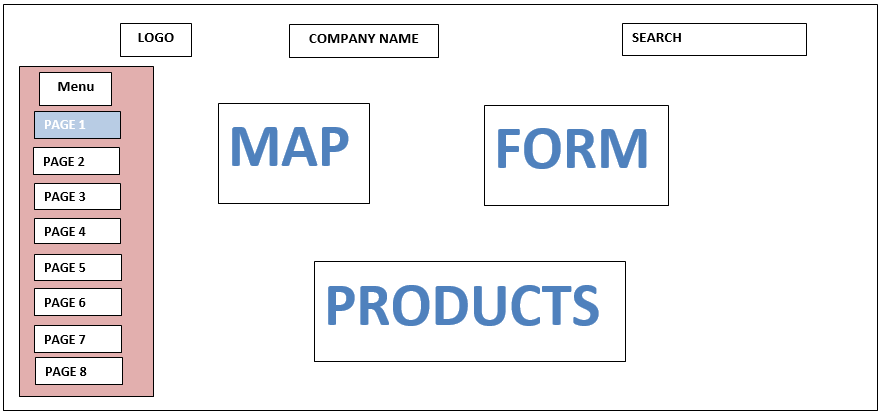 LOGO
COMPANY NAME
SEARCH
Menu
PAGE 1
PAGE 2
PAGE 3
PAGE 4
PAGE 5
PAGE 6
PAGE 7
PAGE 8
MAP
FORM
PRODUCTS